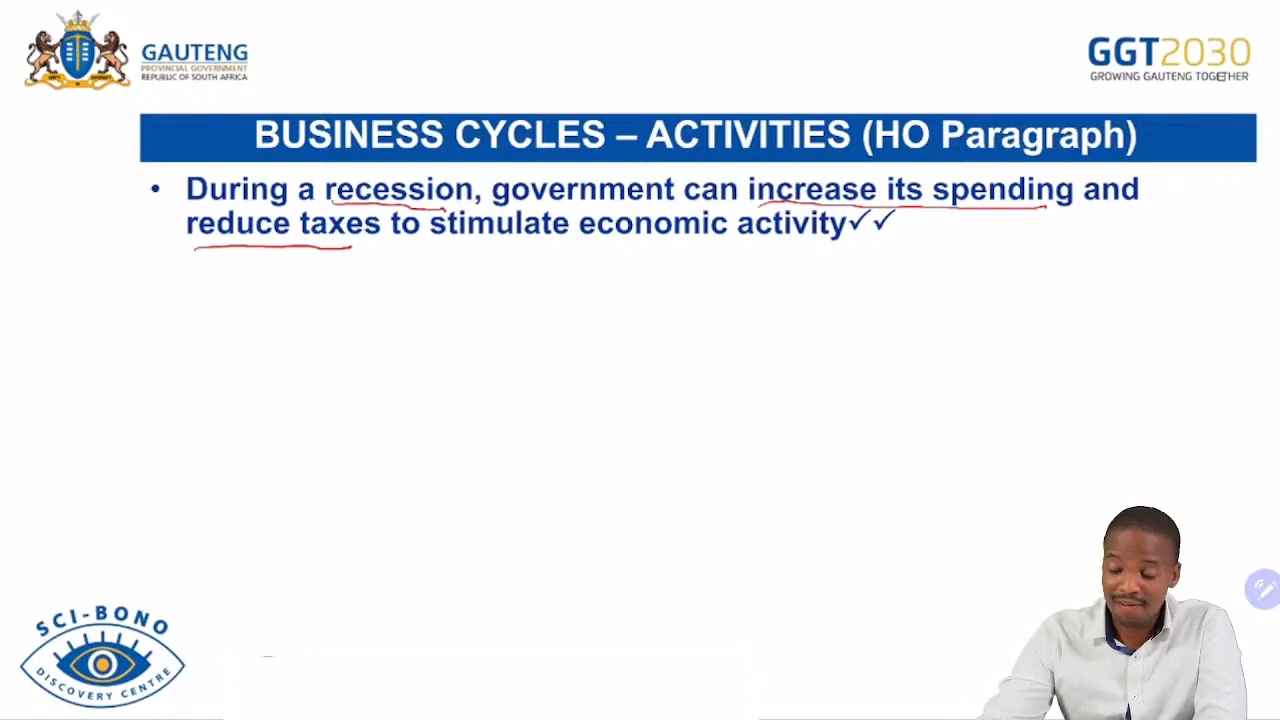 GAUTENG
PROVINCIAL GOVERNMENT
REPUBLIC OF SOUTH AFRICA
GGT2030
GROWING GAUTENG TOGETHER
BUSINESS CYCLES – ACTIVITIES (HO Paragraph)
• During a recession, government can increase its spending and
reduce taxes to stimulate economic activity✓✓
SCI-BONO
DISCOVERY CENTRE